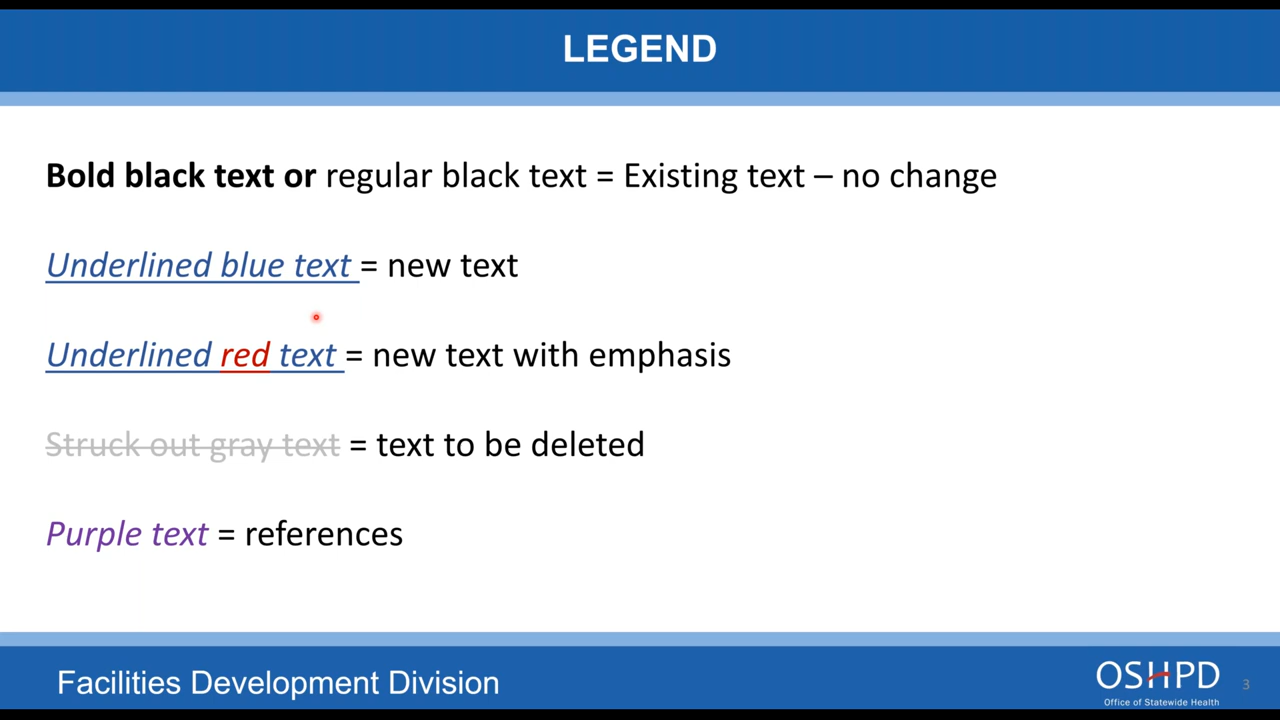 LEGEND
Bold black text or regular black text = Existing text – no change
Underlined blue text = new text
Underlined red text = new text with emphasis
Struck out gray text = text to be deleted
Purple text = references
Facilities Development Division
OSHPD
Office of Statewide Health
3